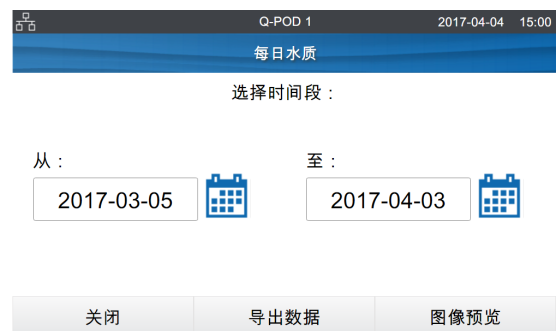 Q-POD 1 2017-04-04 15:00
每日水质
选择时间段：
从： 至：
2017-03-05 2017-04-03
关闭 导出数据 图像预览